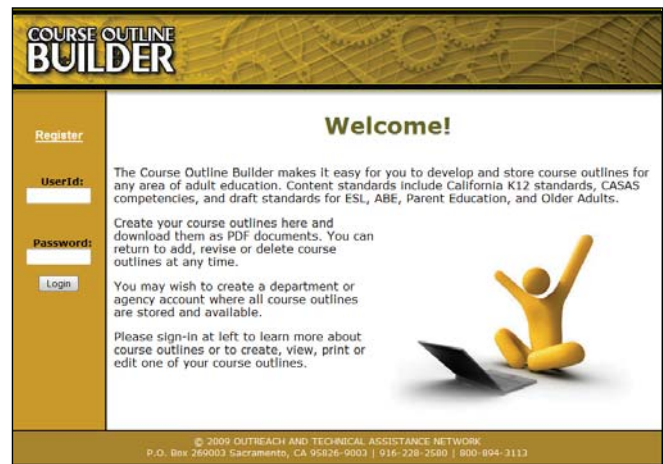 COURSE OUTLINE
BUILDER
Register
UserId:
Password:
Login
Welcome!
The Course Outline Builder makes it easy for you to develop and store course outlines for
any area of adult education. Content standards include California K12 standards, CASAS
competencies, and draft standards for ESL, ABE, Parent Education, and Older Adults.
Create your course outlines here and
download them as PDF documents. You can
return to add, revise or delete course
outlines at any time.
You may wish to create a department or
agency account where all course outlines
are stored and available.
Please sign-in at left to learn more about
course outlines or to create, view, print or
edit one of your course outlines.
© 2009 OUTREACH AND TECHNICAL ASSISTANCE NETWORK
P.O. Box 269003 Sacramento, CA 95826-9003 | 916-228-2580 | 800-894-3113